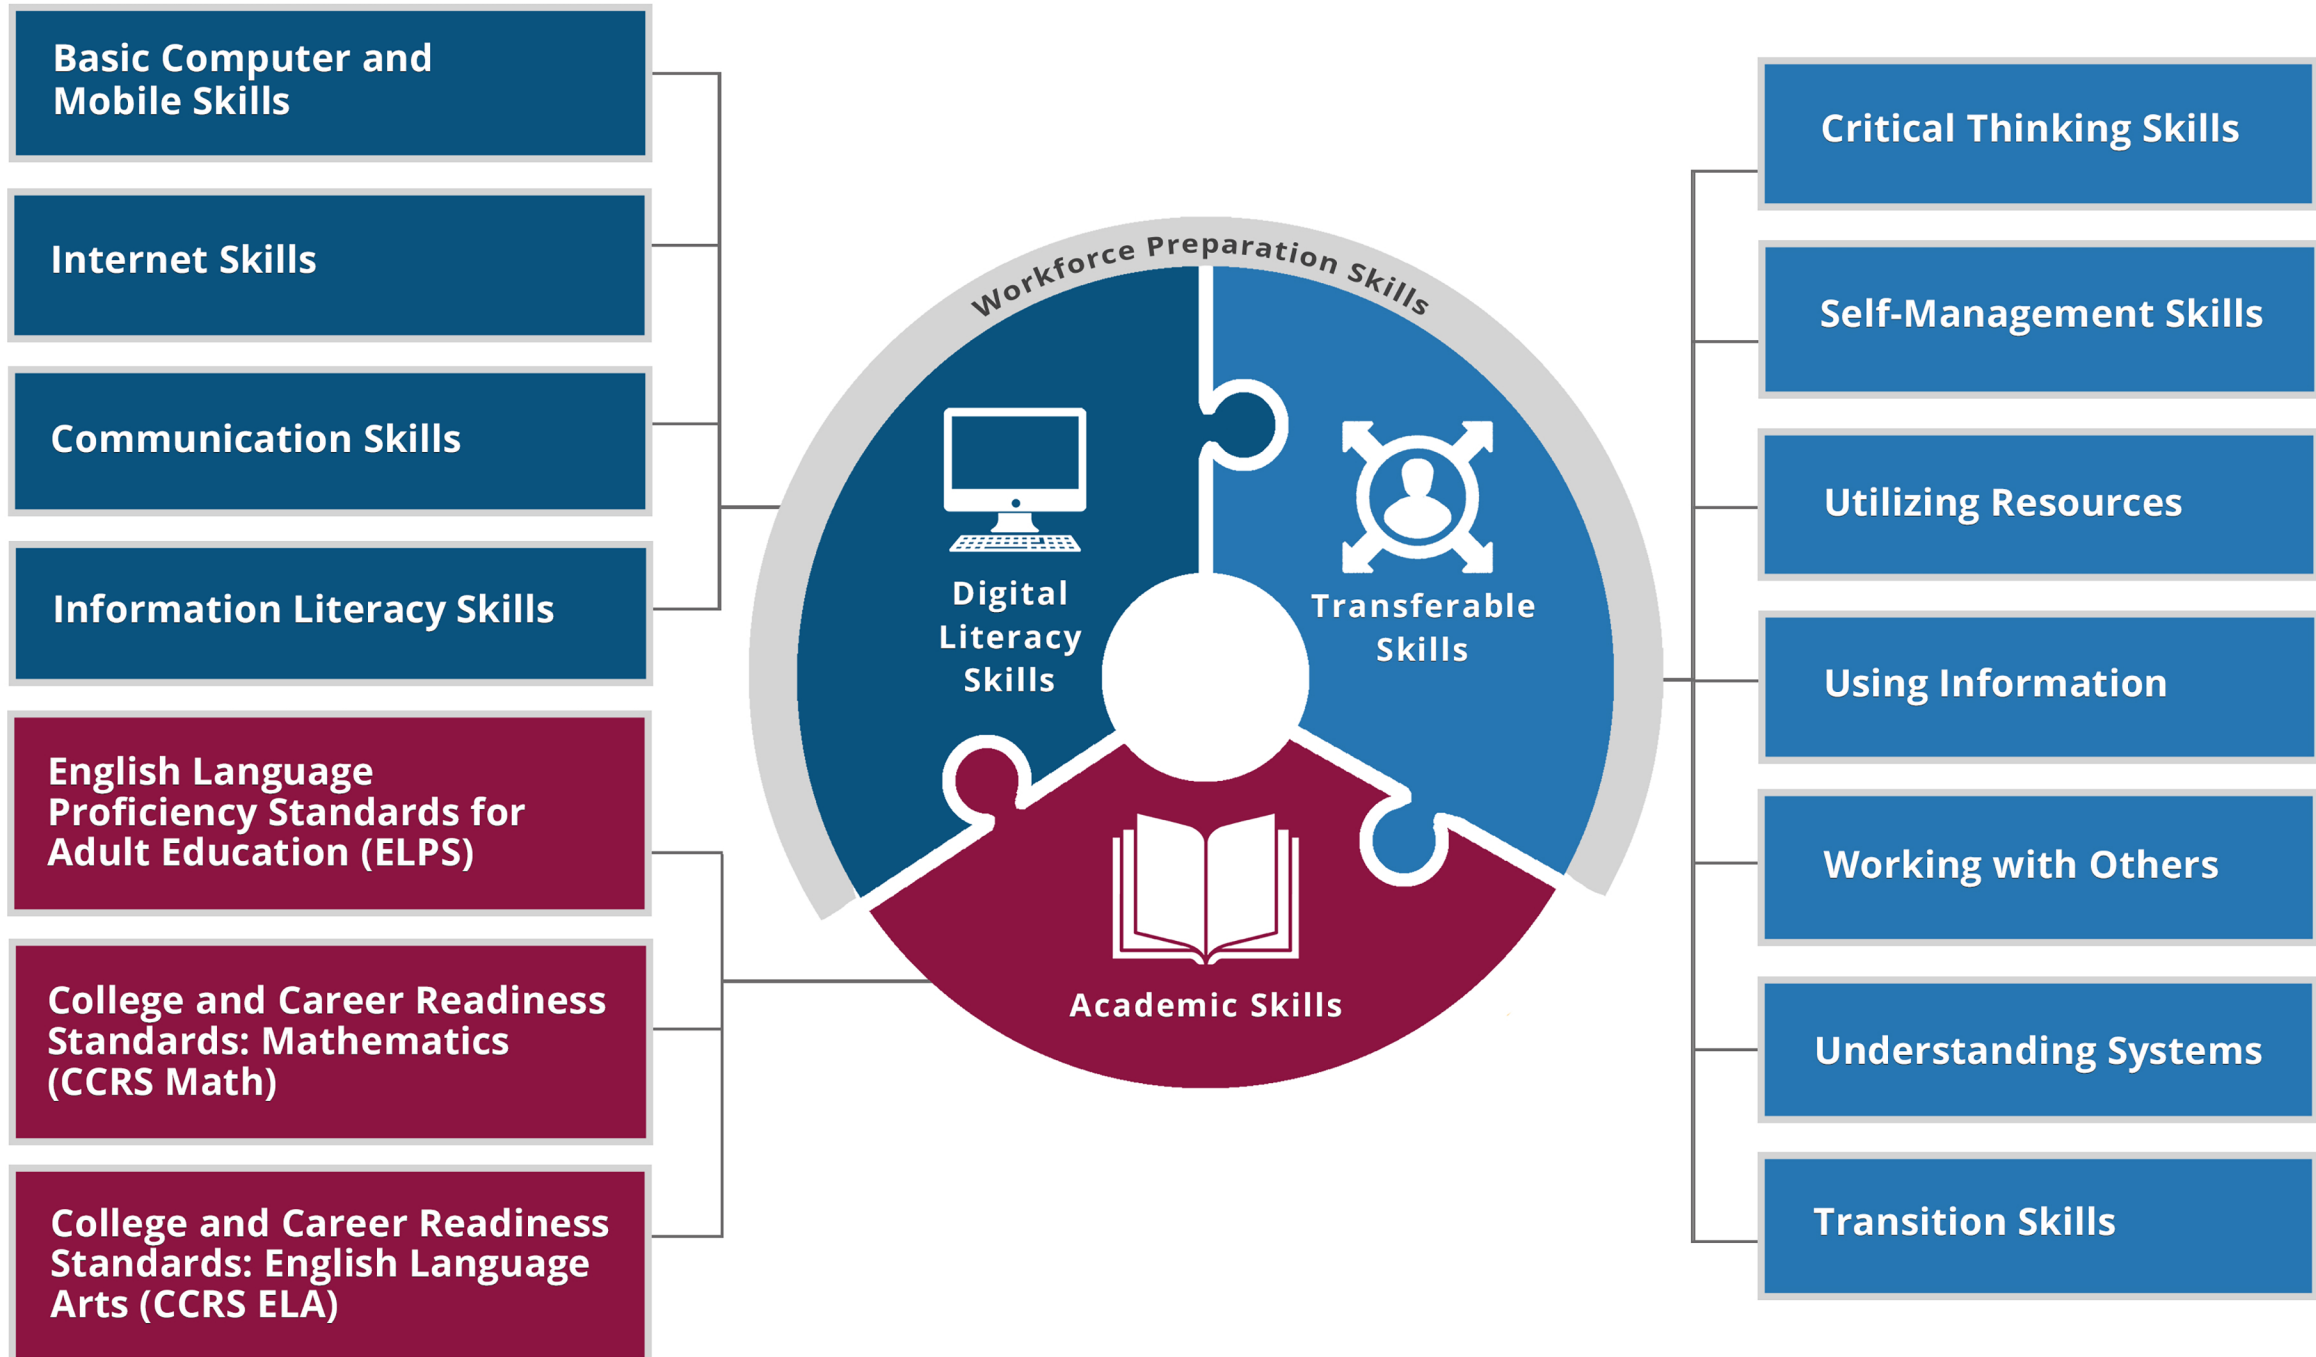 Basic Computer and
Mobile Skills
Internet Skills
Communication Skills
Information Literacy Skills
English Language
Proficiency Standards for
Adult Education (ELPS)
College and Career Readiness
Standards: Mathematics
(CCRS Math)
College and Career Readiness
Standards: English Language
Arts (CCRS ELA)
Workforce Preparation Skills
Digital
Literacy
Skills
Transferable
Skills
Academic Skills
Critical Thinking Skills
Self-Management Skills
Utilizing Resources
Using Information
Working with Others
Understanding Systems
Transition Skills